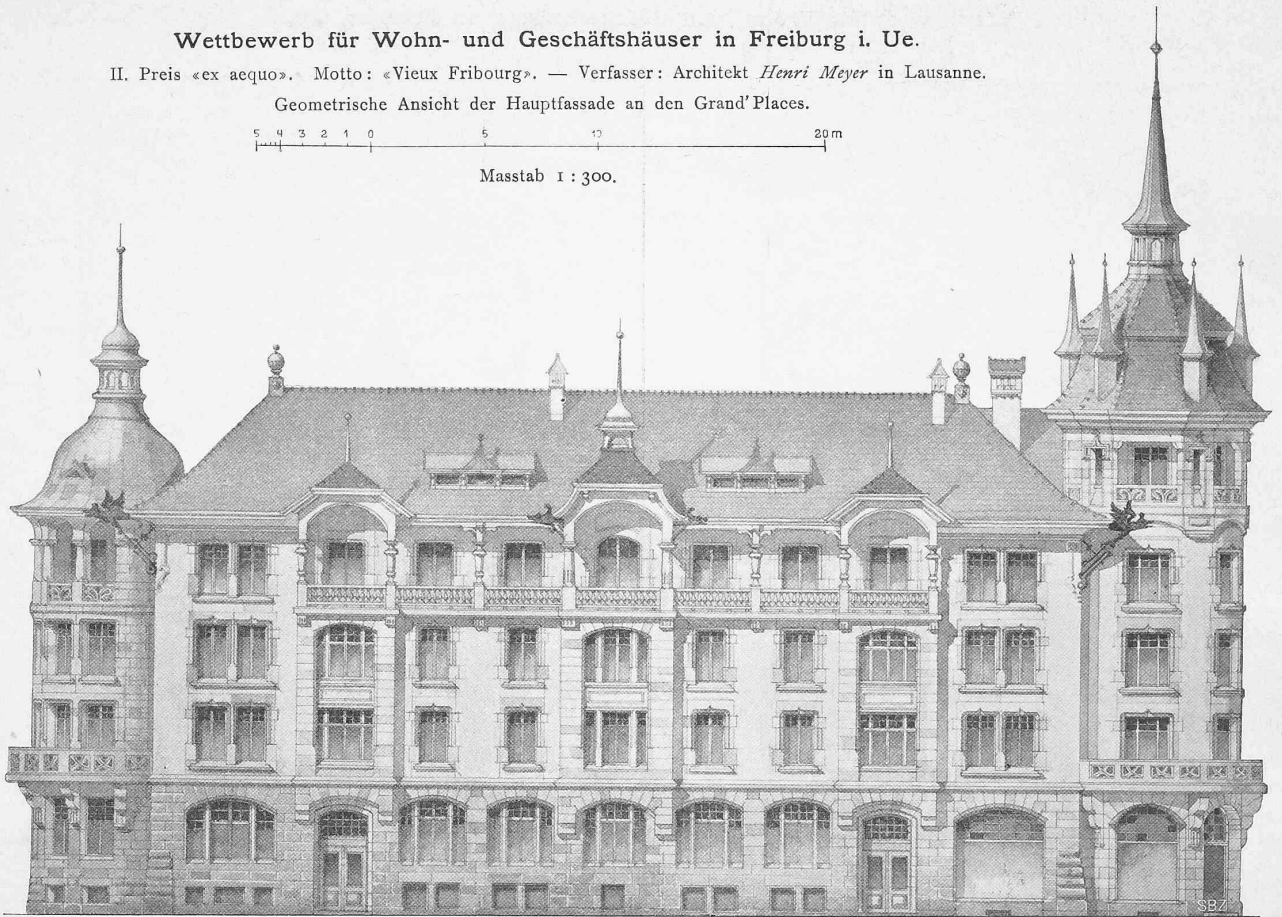 Wettbewerb für Wohn- und Geschäftshäuser in Freiburg i. Ue.
II. Preis «ex aequo». Motto: «Vieux Fribourg». — Verfasser: Architekt Henri Meyer in Lausanne.
Geometrische Ansicht der Hauptfassade an den Grand'Places.
5 4 3 2 1 0 5 10 20 m
Masstab 1 : 300.
SBZ